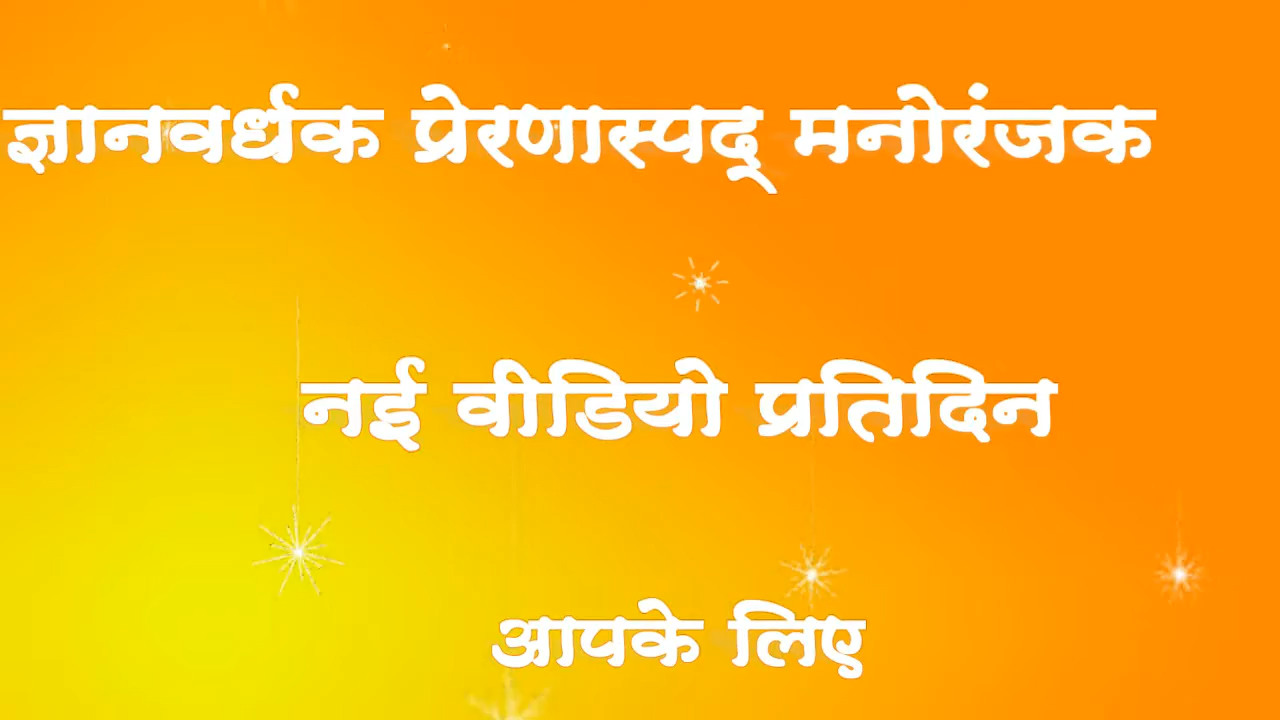 ज्ञानवर्धक प्रेरणास्पद् मनोरंजक
नई वीडियो प्रतिदिन
आपके लिए